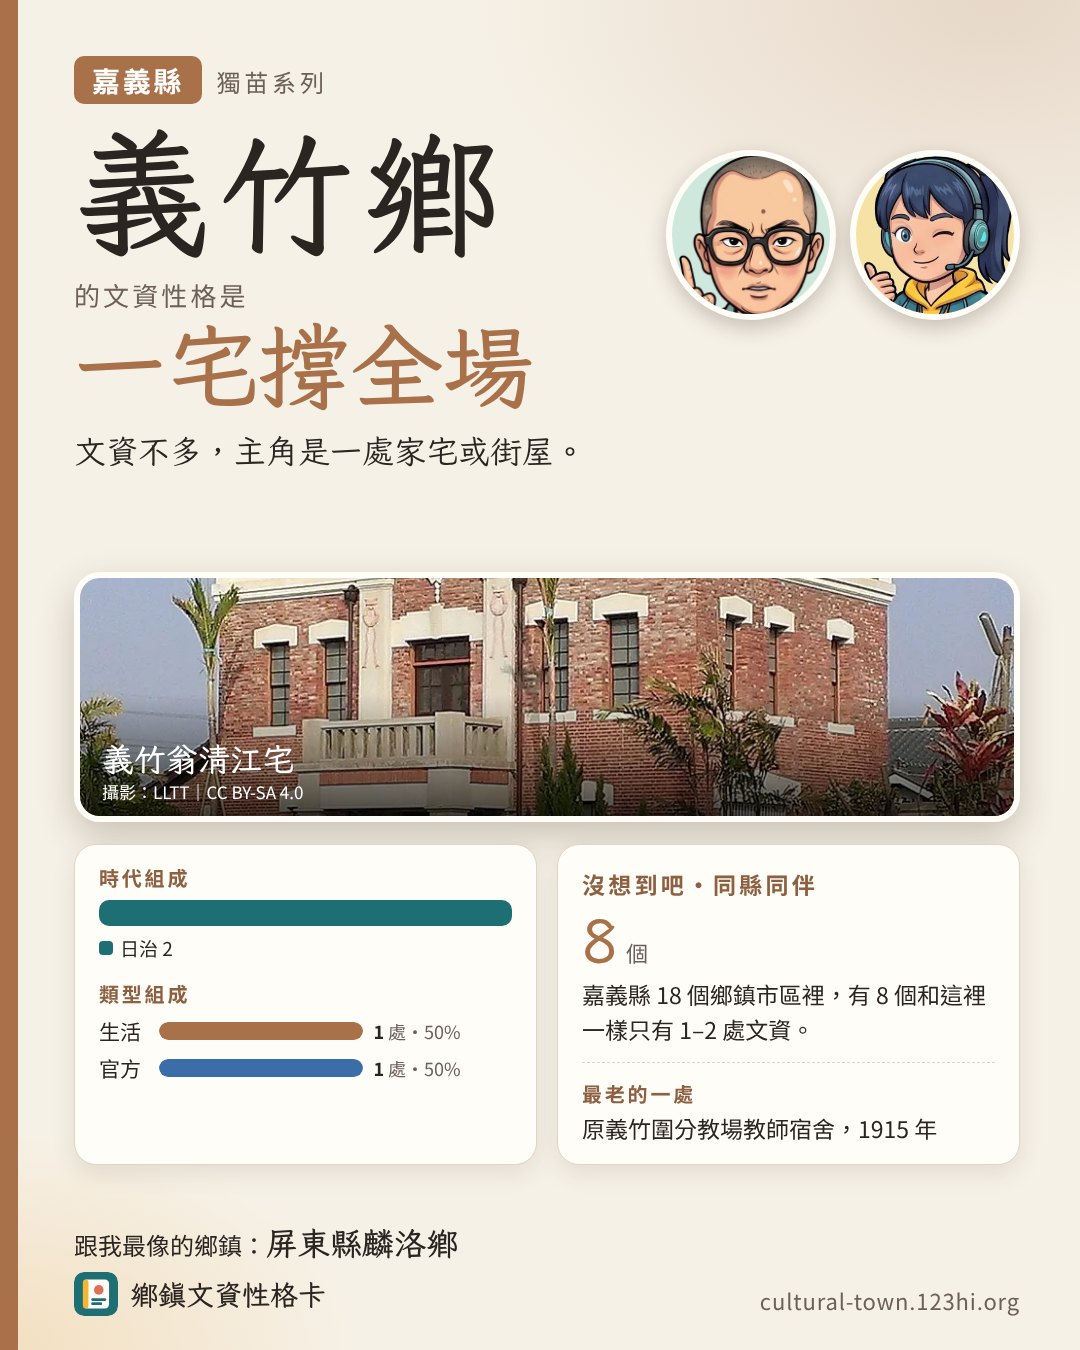 嘉義縣 獨苗系列
義竹鄉
的文資性格是
一宅撐全場
文資不多，主角是一處家宅或街屋。
義竹翁清江宅
攝影：LLTT｜CC BY-SA 4.0
時代組成
日治 2
類型組成
生活 1 處・50%
官方 1 處・50%
沒想到吧・同縣同伴
8 個
嘉義縣 18 個鄉鎮市區裡，有 8 個和這裡
一樣只有 1–2 處文資。
最老的一處
原義竹圍分教場教師宿舍，1915 年
跟我最像的鄉鎮：屏東縣麟洛鄉
鄉鎮文資性格卡
cultural-town.123hi.org